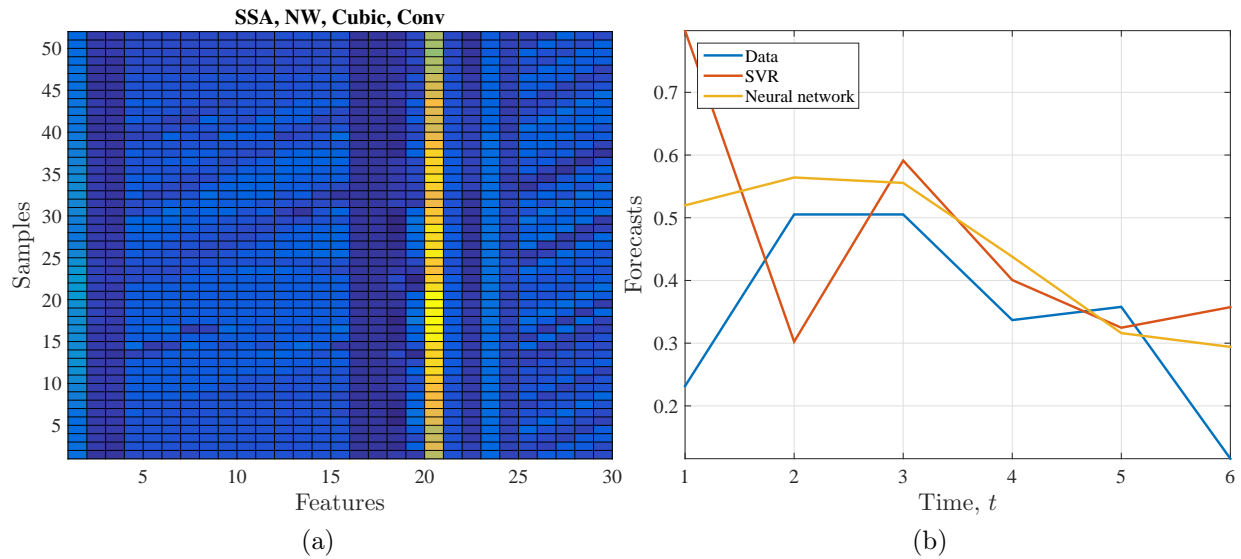 SSA, NW, Cubic, Conv
50
45
40
35
30
25
20
15
10
5
Samples
5 10 15 20 25 30
Features
(a)
Data
SVR
Neural network
0.7
0.6
0.5
0.4
0.3
0.2
Forecasts
1 2 3 4 5 6
Time, t
(b)